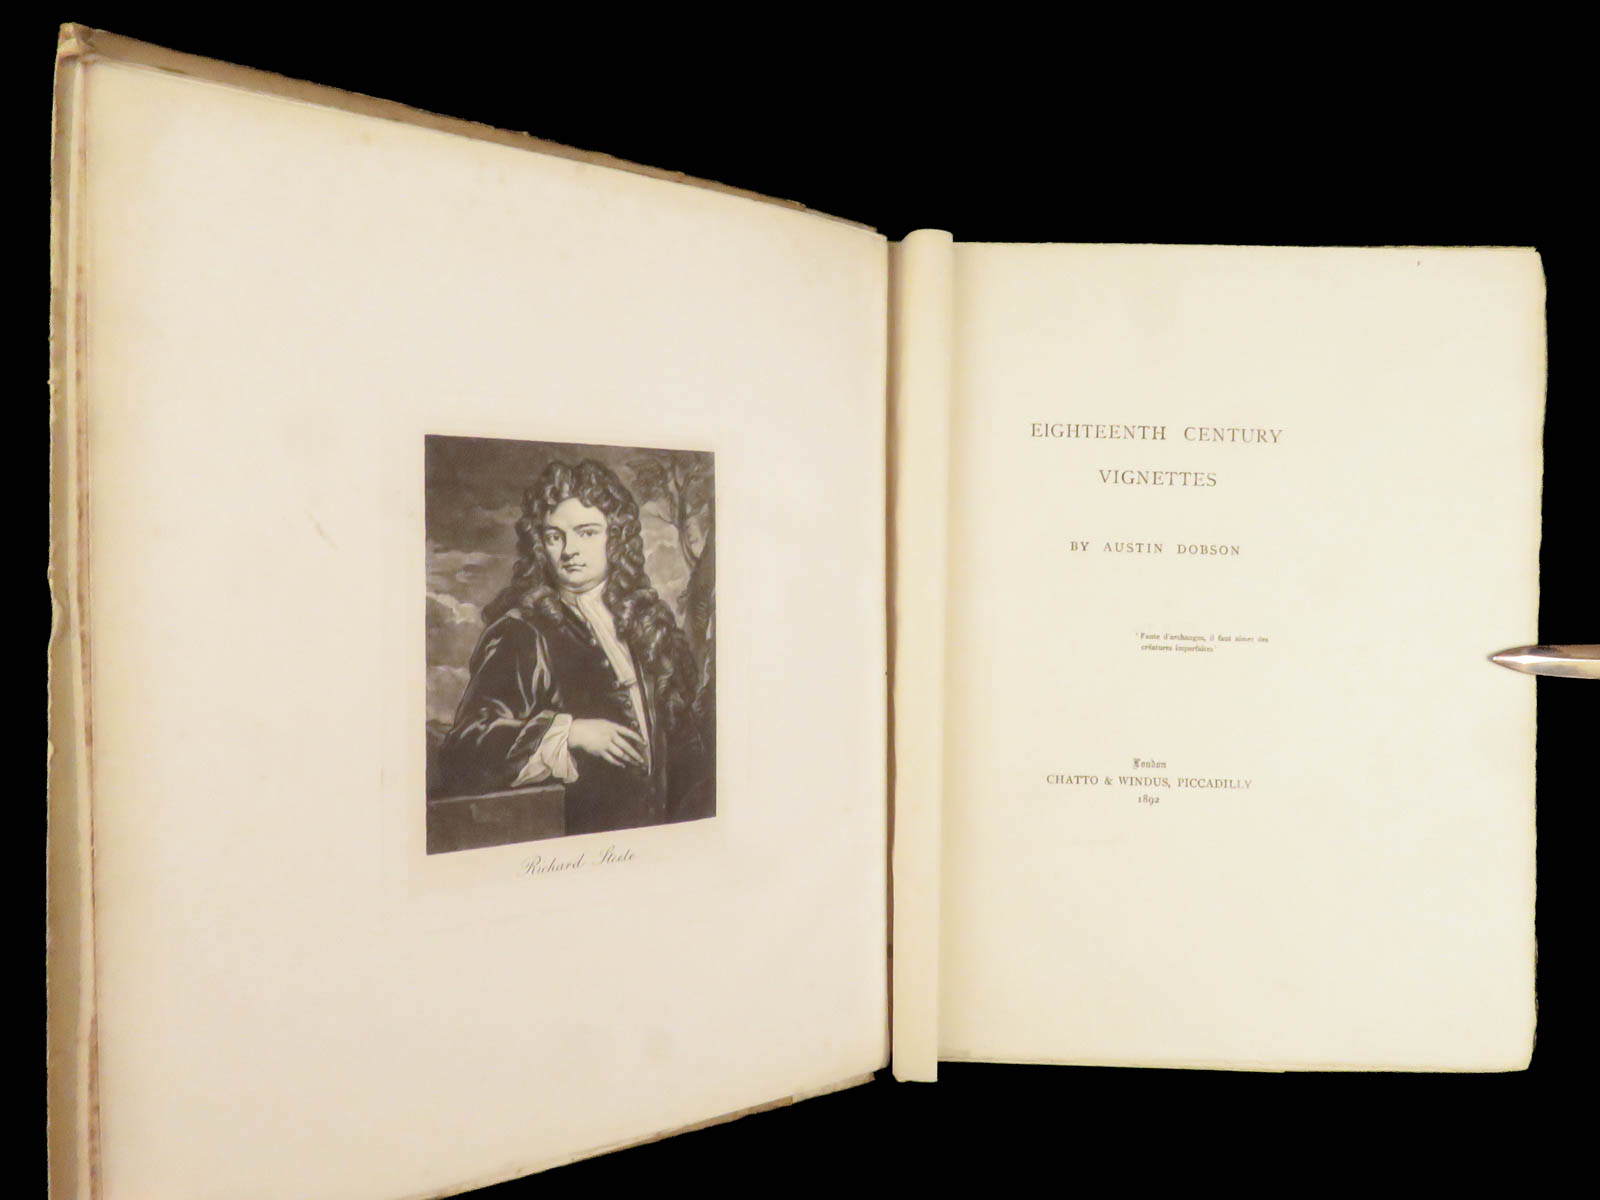 Richard Steele
EIGHTEENTH CENTURY
VIGNETTES
BY AUSTIN DOBSON
'Faute d'archanges, il faut aimer des
créatures imparfaites'
London
CHATTO & WINDUS, PICCADILLY
1892